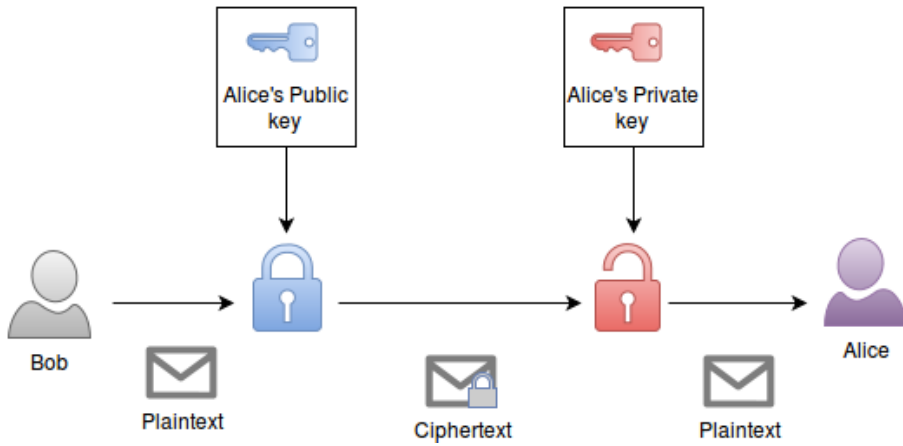 Alice's Public
key
Alice's Private
key
Bob
Alice
Plaintext
Ciphertext
Plaintext